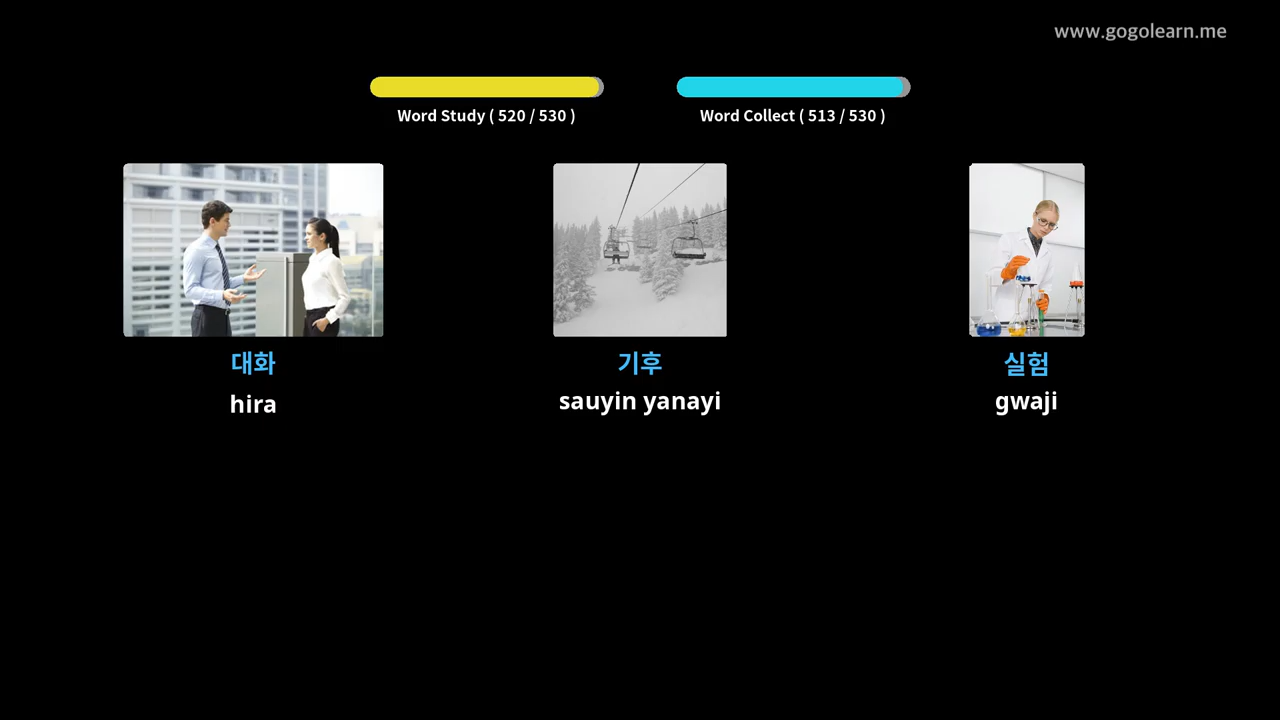 www.gogolearn.me
Word Study ( 520 / 530 )
Word Collect ( 513 / 530 )
대화
기후
실험
hira
sauyin yanayi
gwaji